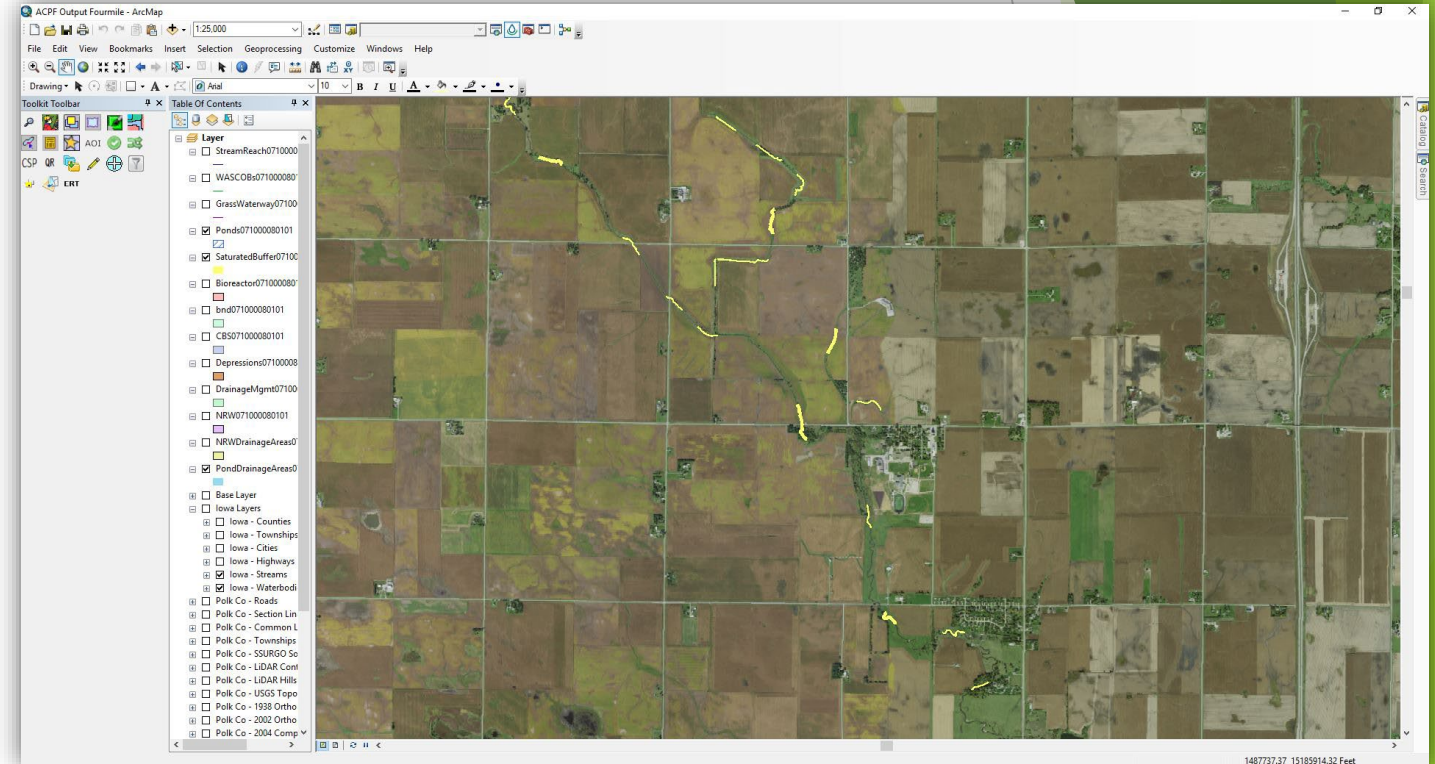 ACPF Output Fourmile - ArcMap
1:25,000
File Edit View Bookmarks Insert Selection Geoprocessing Customize Windows Help
Drawing A Arial 10 B I U A
Toolkit Toolbar
AOI
CSP QR
CRT
Table Of Contents
Layer
StreamReach0710000
WASCOBs071000080
GrassWaterway07100
Ponds071000080101
SaturatedBuffer07100
Bioreactor071000080
bnd071000080101
CBS071000080101
Depressions07100008
DrainageMgmt07100
NRW071000080101
NRWDrainageAreas0
PondDrainageAreas0
Base Layer
Iowa Layers
Iowa - Counties
Iowa - Townships
Iowa - Cities
Iowa - Highways
Iowa - Streams
Iowa - Waterbodi
Polk Co - Roads
Polk Co - Section Lin
Polk Co - Common L
Polk Co - Townships
Polk Co - SSURGO So
Polk Co - LiDAR Cont
Polk Co - LiDAR Hills
Polk Co - USGS Topo
Polk Co - 1938 Ortho
Polk Co - 2002 Ortho
Polk Co - 2004 Comp
Catalog
Search
1487737.37 15185914.32 Feet